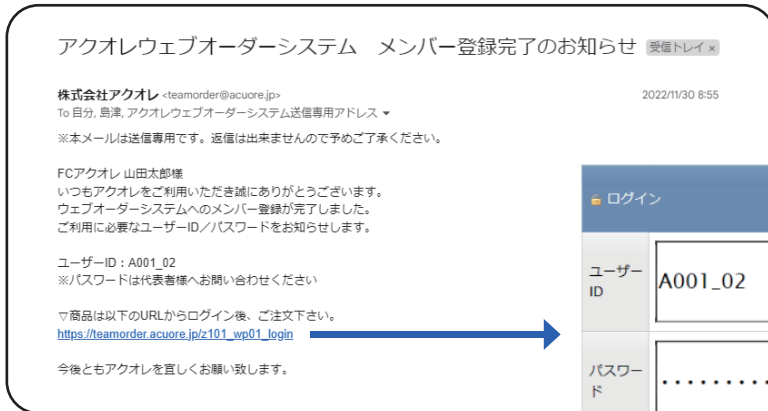 アクオレウェブオーダーシステム　メンバー登録完了のお知らせ 受信トレイ ×
株式会社アクオレ <teamorder@acuore.jp> 2022/11/30 8:55
To 自分, 島津, アクオレウェブオーダーシステム送信専用アドレス ▼
※本メールは送信専用です。返信は出来ませんので予めご了承ください。
FCアクオレ 山田太郎様
いつもアクオレをご利用いただき誠にありがとうございます。
ウェブオーダーシステムへのメンバー登録が完了しました。
ご利用に必要なユーザーID／パスワードをお知らせします。
ユーザーID：A001_02
※パスワードは代表者様へお問い合わせください
▽商品は以下のURLからログイン後、ご注文下さい。
https://teamorder.acuore.jp/z101_wp01_login
今後ともアクオレを宜しくお願い致します。
ログイン
ユーザー
ID
A001_02
パスワー
ド
・・・・・・・・・